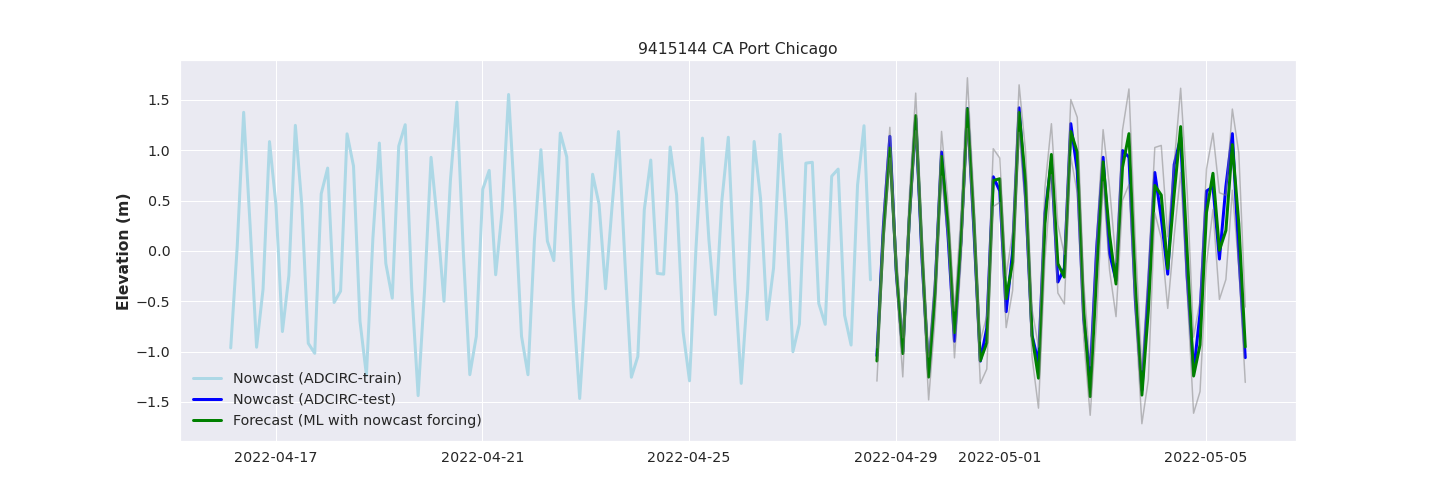 9415144 CA Port Chicago
Elevation (m)
1.5
1.0
0.5
0.0
−0.5
−1.0
−1.5
Nowcast (ADCIRC-train)
Nowcast (ADCIRC-test)
Forecast (ML with nowcast forcing)
2022-04-17
2022-04-21
2022-04-25
2022-04-29
2022-05-01
2022-05-05